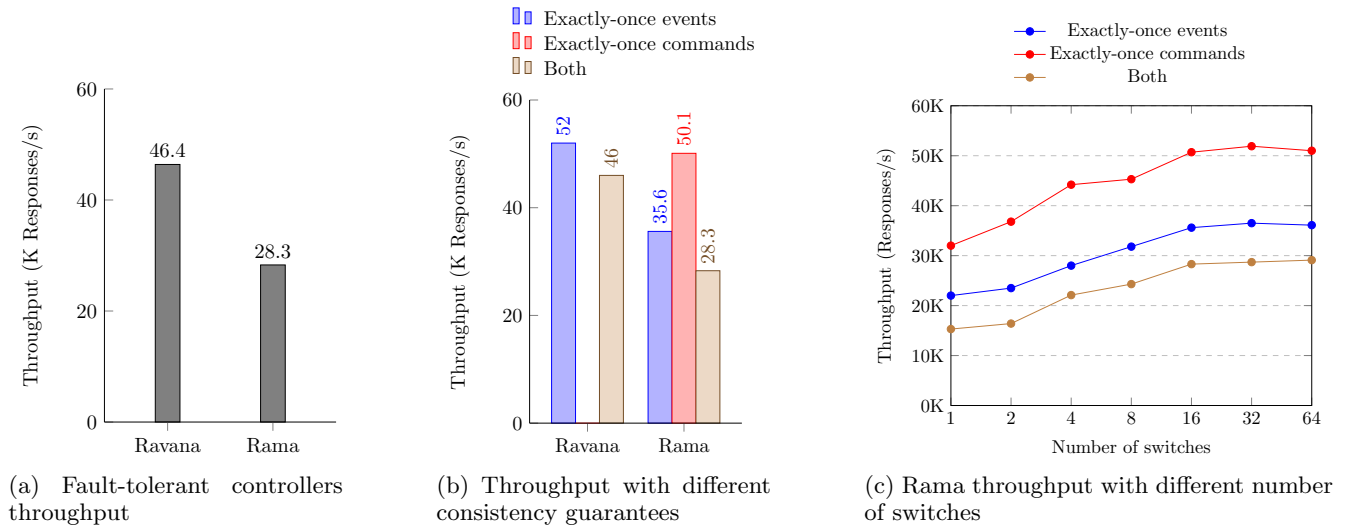 60
40
20
0
Throughput (K Responses/s)
46.4
28.3
Ravana
Rama
(a) Fault-tolerant controllers
throughput
Exactly-once events
Exactly-once commands
Both
60
40
20
0
Throughput (K Responses/s)
52
46
35.6
50.1
28.3
Ravana
Rama
(b) Throughput with different
consistency guarantees
Exactly-once events
Exactly-once commands
Both
60K
50K
40K
30K
20K
10K
0K
Throughput (Responses/s)
1 2 4 8 16 32 64
Number of switches
(c) Rama throughput with different number
of switches